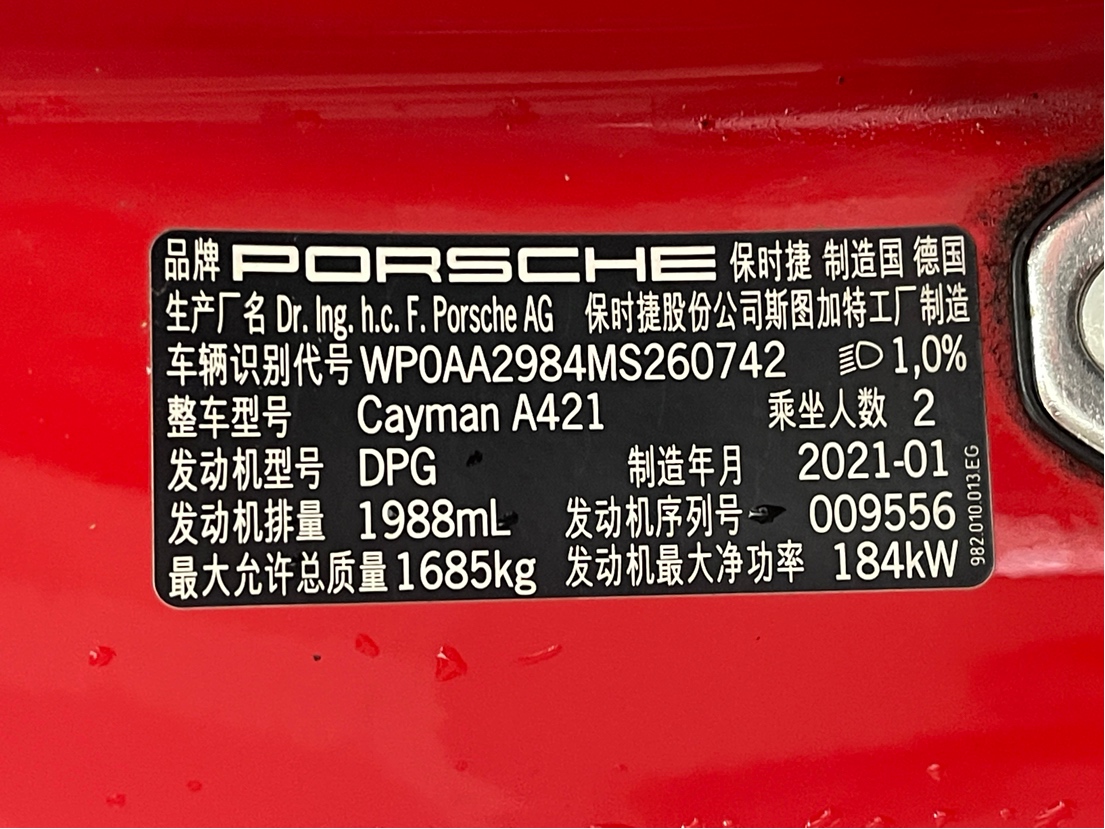 品牌 PORSCHE 保时捷 制造国 德国
生产厂名 Dr. Ing. h.c. F. Porsche AG 保时捷股份公司斯图加特工厂制造
车辆识别代号 WP0AA2984MS260742 1,0%
整车型号 Cayman A421 乘坐人数 2
发动机型号 DPG 制造年月 2021-01
发动机排量 1988mL 发动机序列号 009556
最大允许总质量 1685kg 发动机最大净功率 184kW
982.010.013.EG